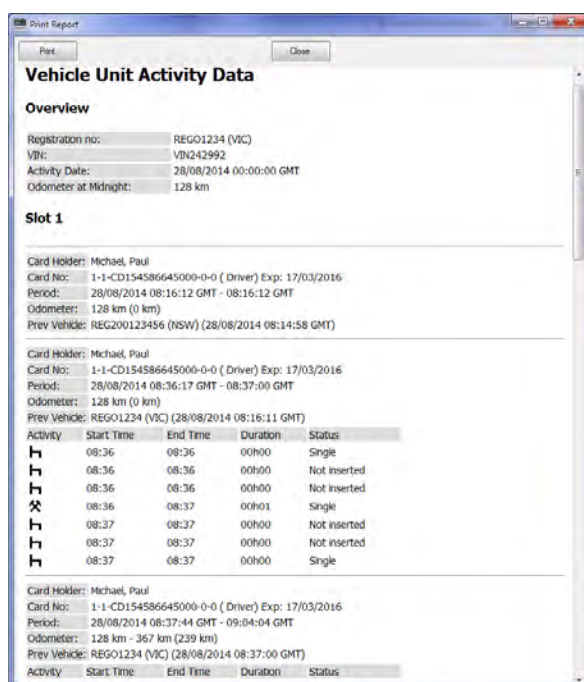 Print Report
Print Close
Vehicle Unit Activity Data
Overview
Registration no: REGO1234 (VIC)
VIN: VIN242992
Activity Date: 28/08/2014 00:00:00 GMT
Odometer at Midnight: 128 km
Slot 1
Card Holder: Michael, Paul
Card No: 1-1-CD154586645000-0-0 ( Driver) Exp: 17/03/2016
Period: 28/08/2014 08:16:12 GMT - 08:16:12 GMT
Odometer: 128 km (0 km)
Prev Vehicle: REG200123456 (NSW) (28/08/2014 08:14:58 GMT)
Card Holder: Michael, Paul
Card No: 1-1-CD154586645000-0-0 ( Driver) Exp: 17/03/2016
Period: 28/08/2014 08:36:17 GMT - 08:37:00 GMT
Odometer: 128 km (0 km)
Prev Vehicle: REGO1234 (VIC) (28/08/2014 08:16:11 GMT)
Activity Start Time End Time Duration Status
08:36 08:36 00h00 Single
08:36 08:36 00h00 Not inserted
08:36 08:36 00h00 Not inserted
08:36 08:37 00h01 Single
08:37 08:37 00h00 Not inserted
08:37 08:37 00h00 Not inserted
08:37 08:37 00h00 Single
Card Holder: Michael, Paul
Card No: 1-1-CD154586645000-0-0 ( Driver) Exp: 17/03/2016
Period: 28/08/2014 08:37:44 GMT - 09:04:04 GMT
Odometer: 128 km - 367 km (239 km)
Prev Vehicle: REGO1234 (VIC) (28/08/2014 08:37:00 GMT)
Activity Start Time End Time Duration Status